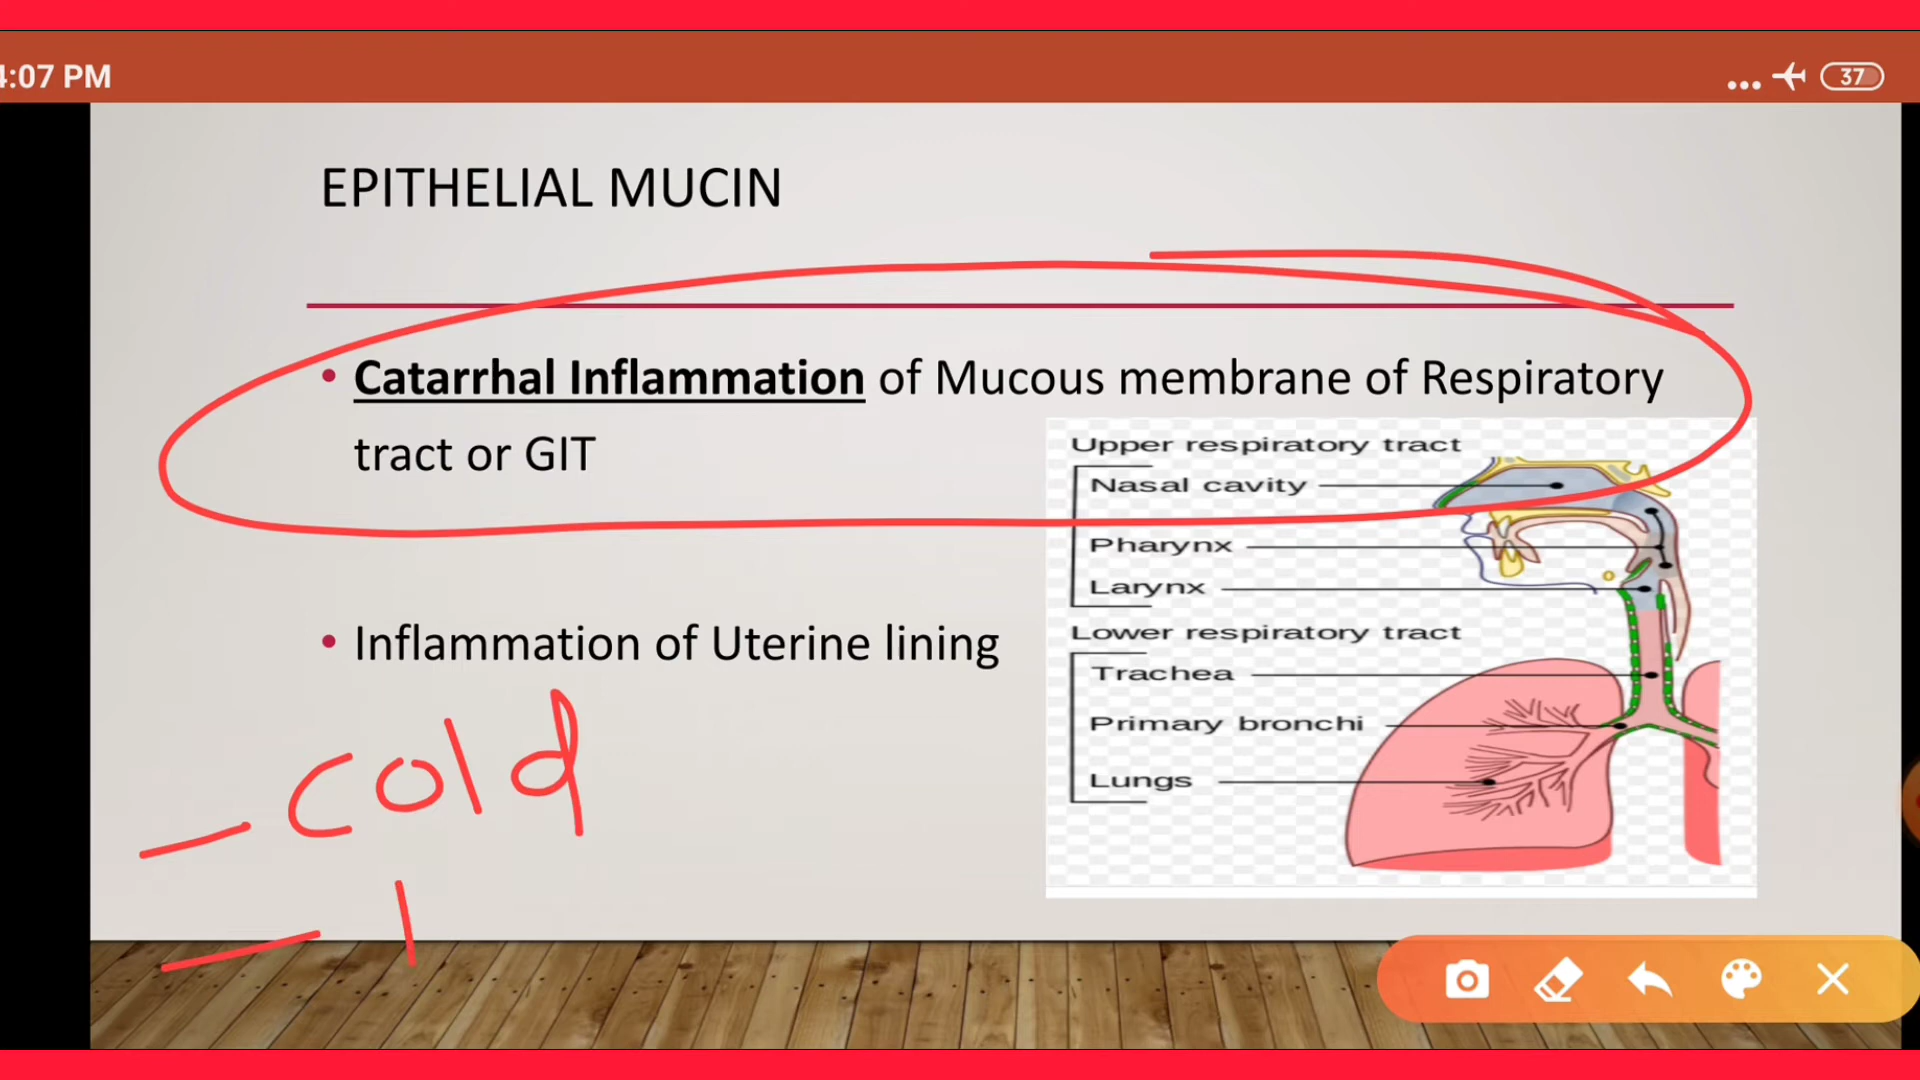 4:07 PM
37
EPITHELIAL MUCIN
• Catarrhal Inflammation of Mucous membrane of Respiratory
tract or GIT
• Inflammation of Uterine lining
Upper respiratory tract
Nasal cavity
Pharynx
Larynx
Lower respiratory tract
Trachea
Primary bronchi
Lungs
- cold
- I